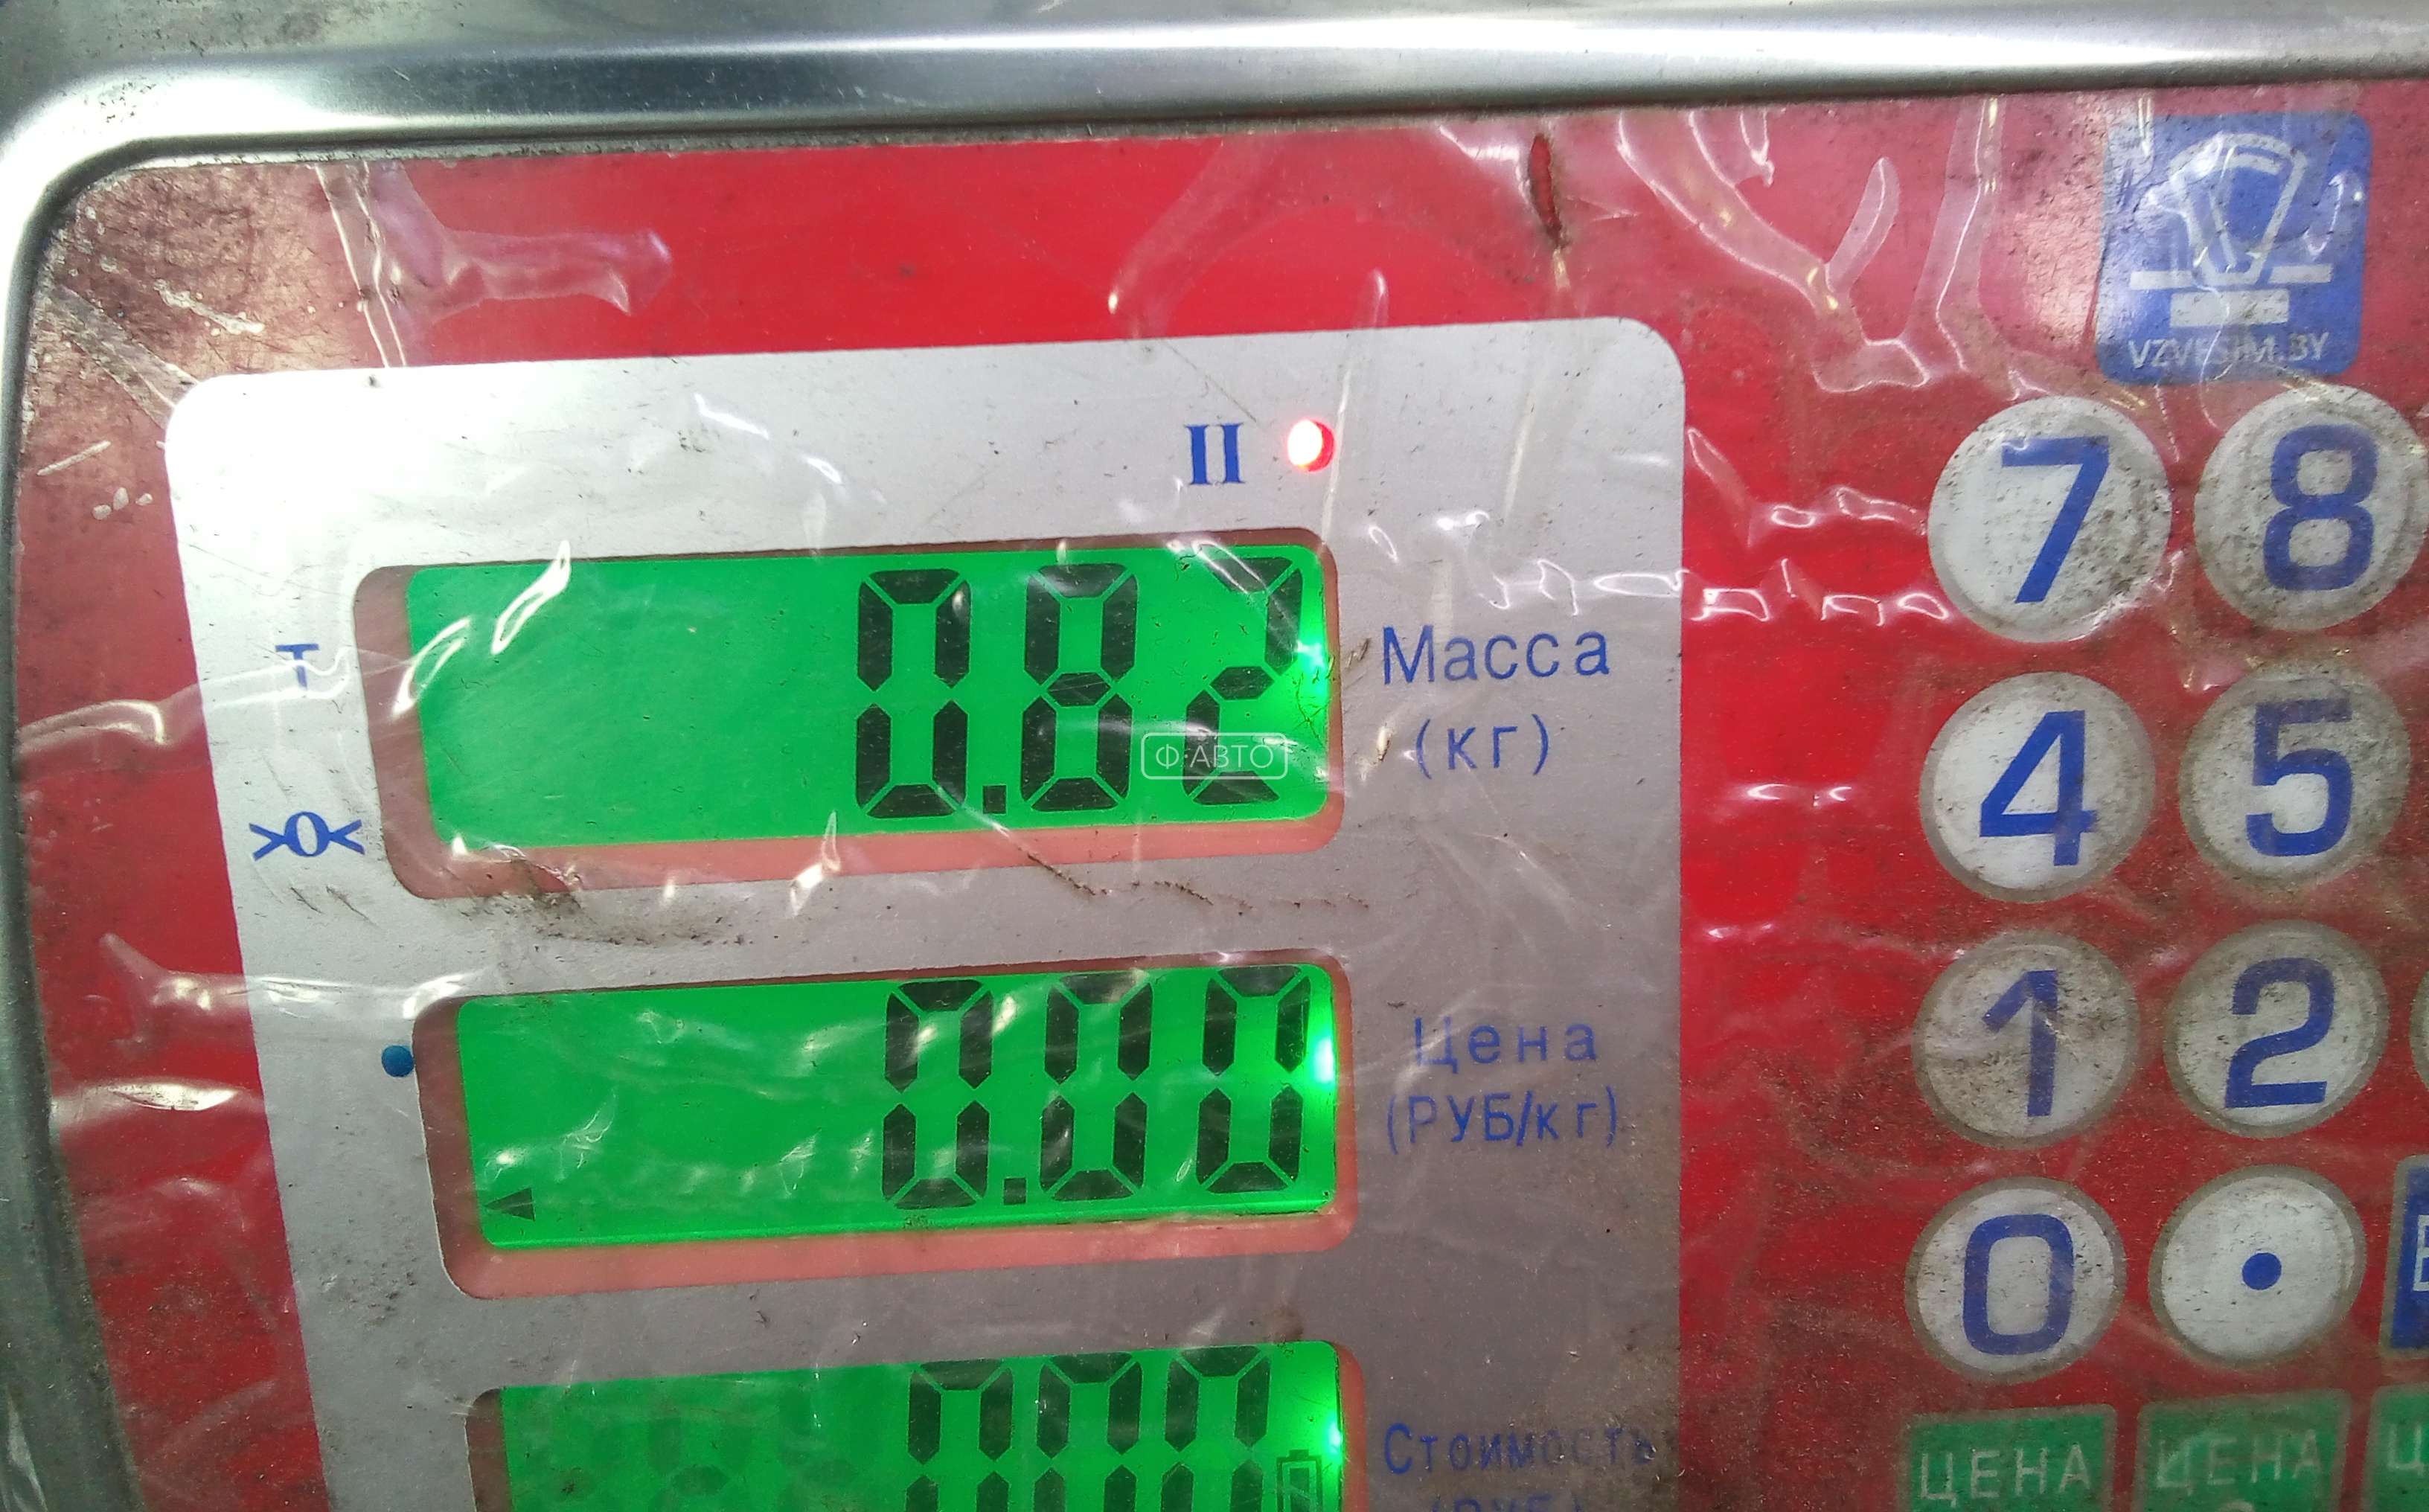 VZVESIM.BY
II
7 8
T
0.82
Масса
(кг)
Ф·АВТО
>0<
4 5
0.00
Цена
(РУБ/кг)
1 2
0 •
Стоимость
ЦЕНА ЦЕНА